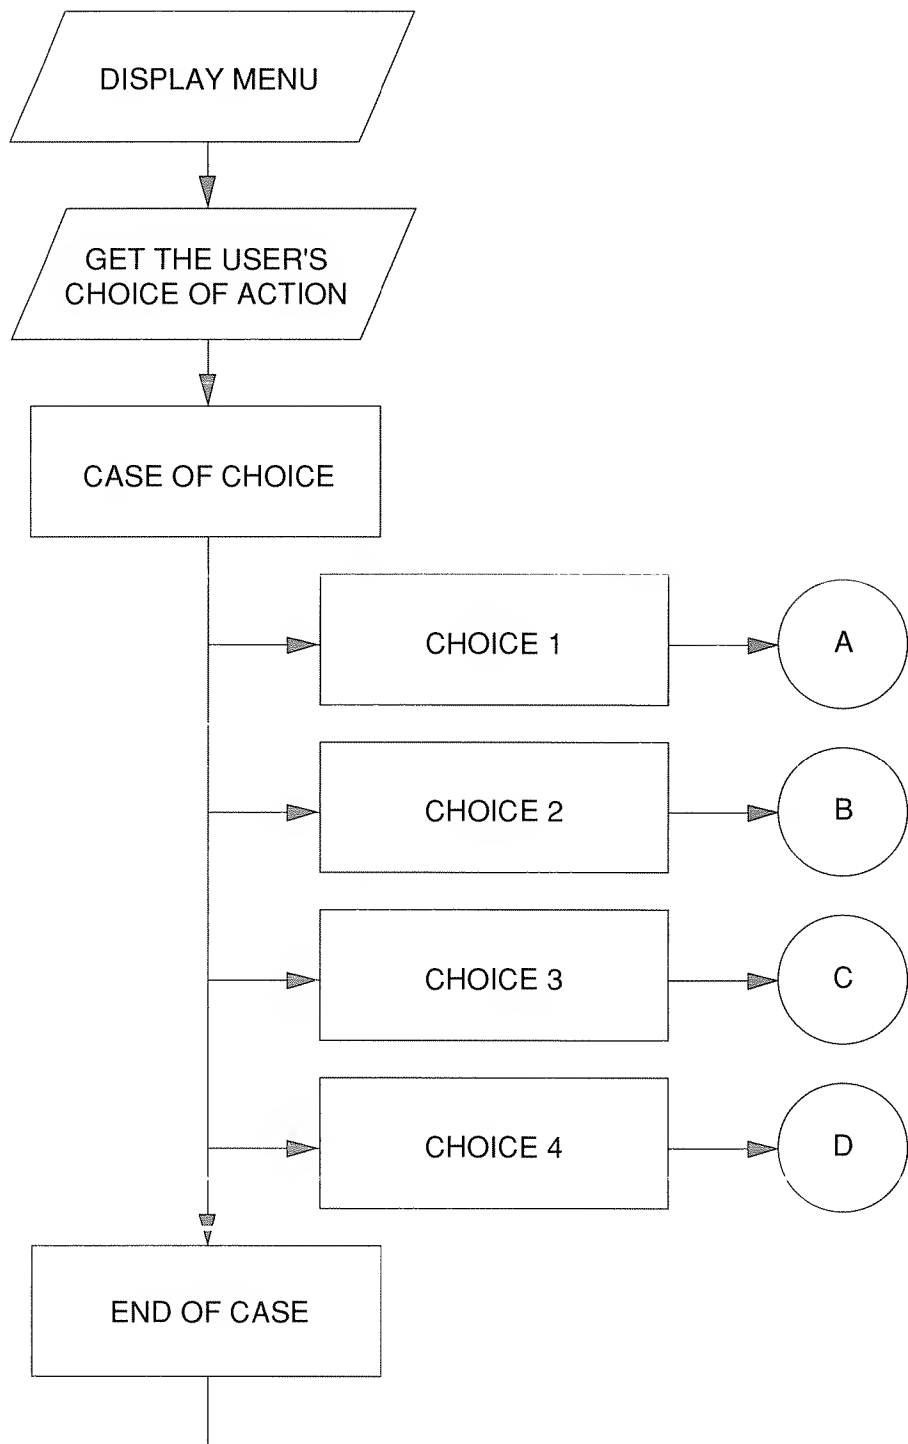 DISPLAY MENU
GET THE USER'S
CHOICE OF ACTION
CASE OF CHOICE
CHOICE 1
A
CHOICE 2
B
CHOICE 3
C
CHOICE 4
D
END OF CASE